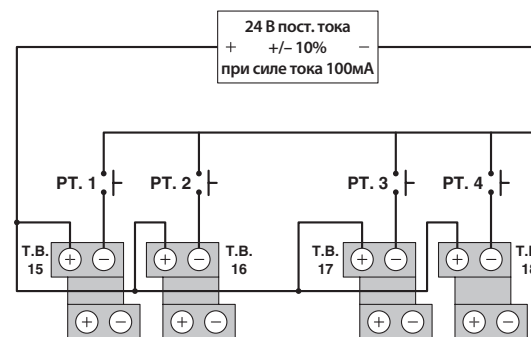 24 В пост. тока
+ +/– 10% –
при силе тока 100мА
PT. 1 PT. 2 PT. 3 PT. 4
T.B. 15
T.B. 16
T.B. 17
18
+ – + – + – + –
+ – + – + – + –